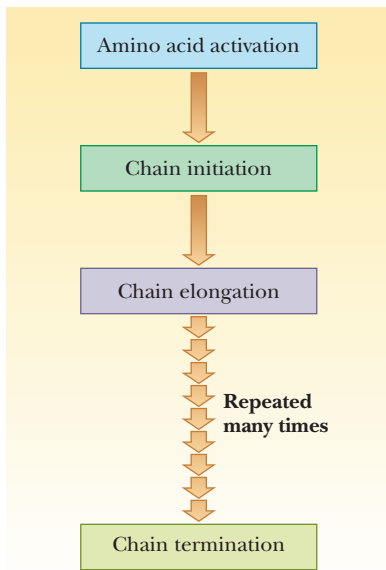 Amino acid activation
Chain initiation
Chain elongation
Repeated
many times
Chain termination